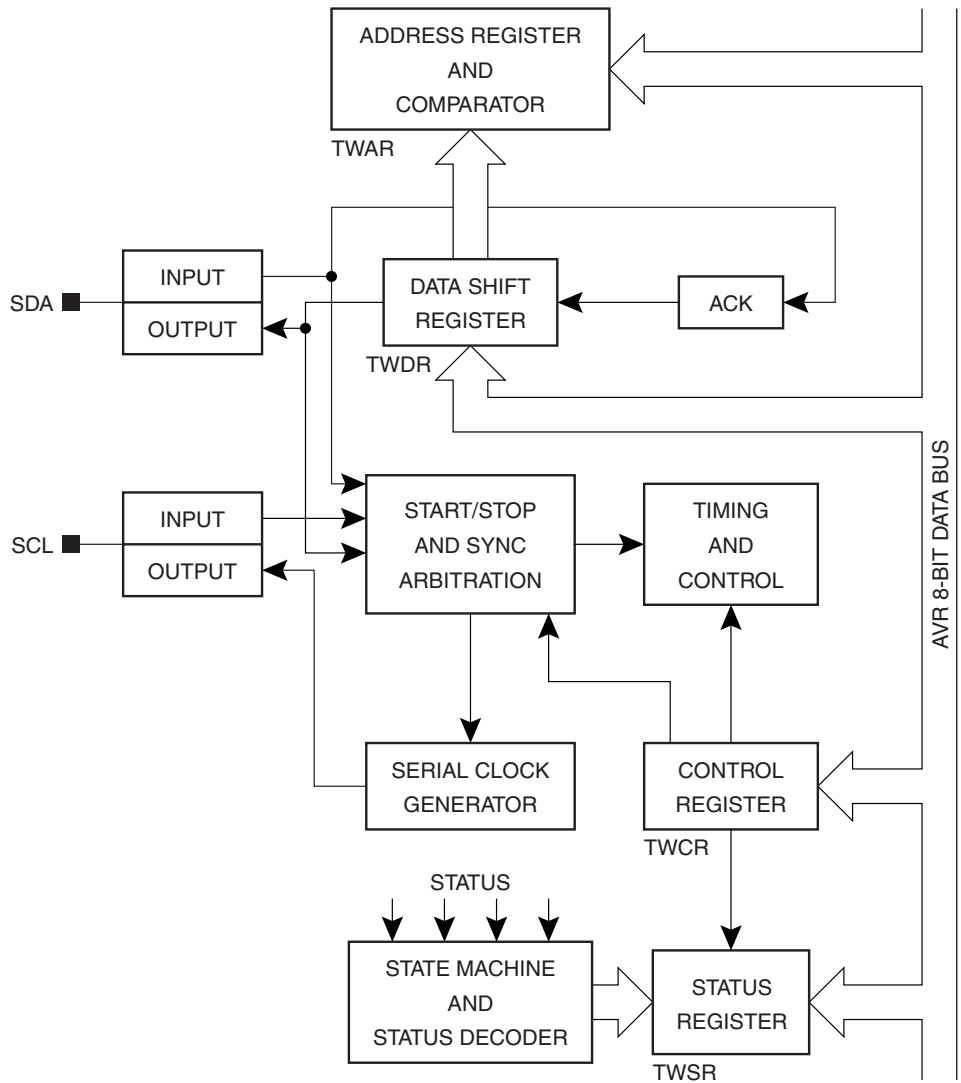 ADDRESS REGISTER
AND
COMPARATOR
TWAR
SDA
INPUT
OUTPUT
DATA SHIFT
REGISTER
TWDR
ACK
SCL
INPUT
OUTPUT
START/STOP
AND SYNC
ARBITRATION
TIMING
AND
CONTROL
AVR 8-BIT DATA BUS
SERIAL CLOCK
GENERATOR
CONTROL
REGISTER
TWCR
STATUS
STATE MACHINE
AND
STATUS DECODER
STATUS
REGISTER
TWSR